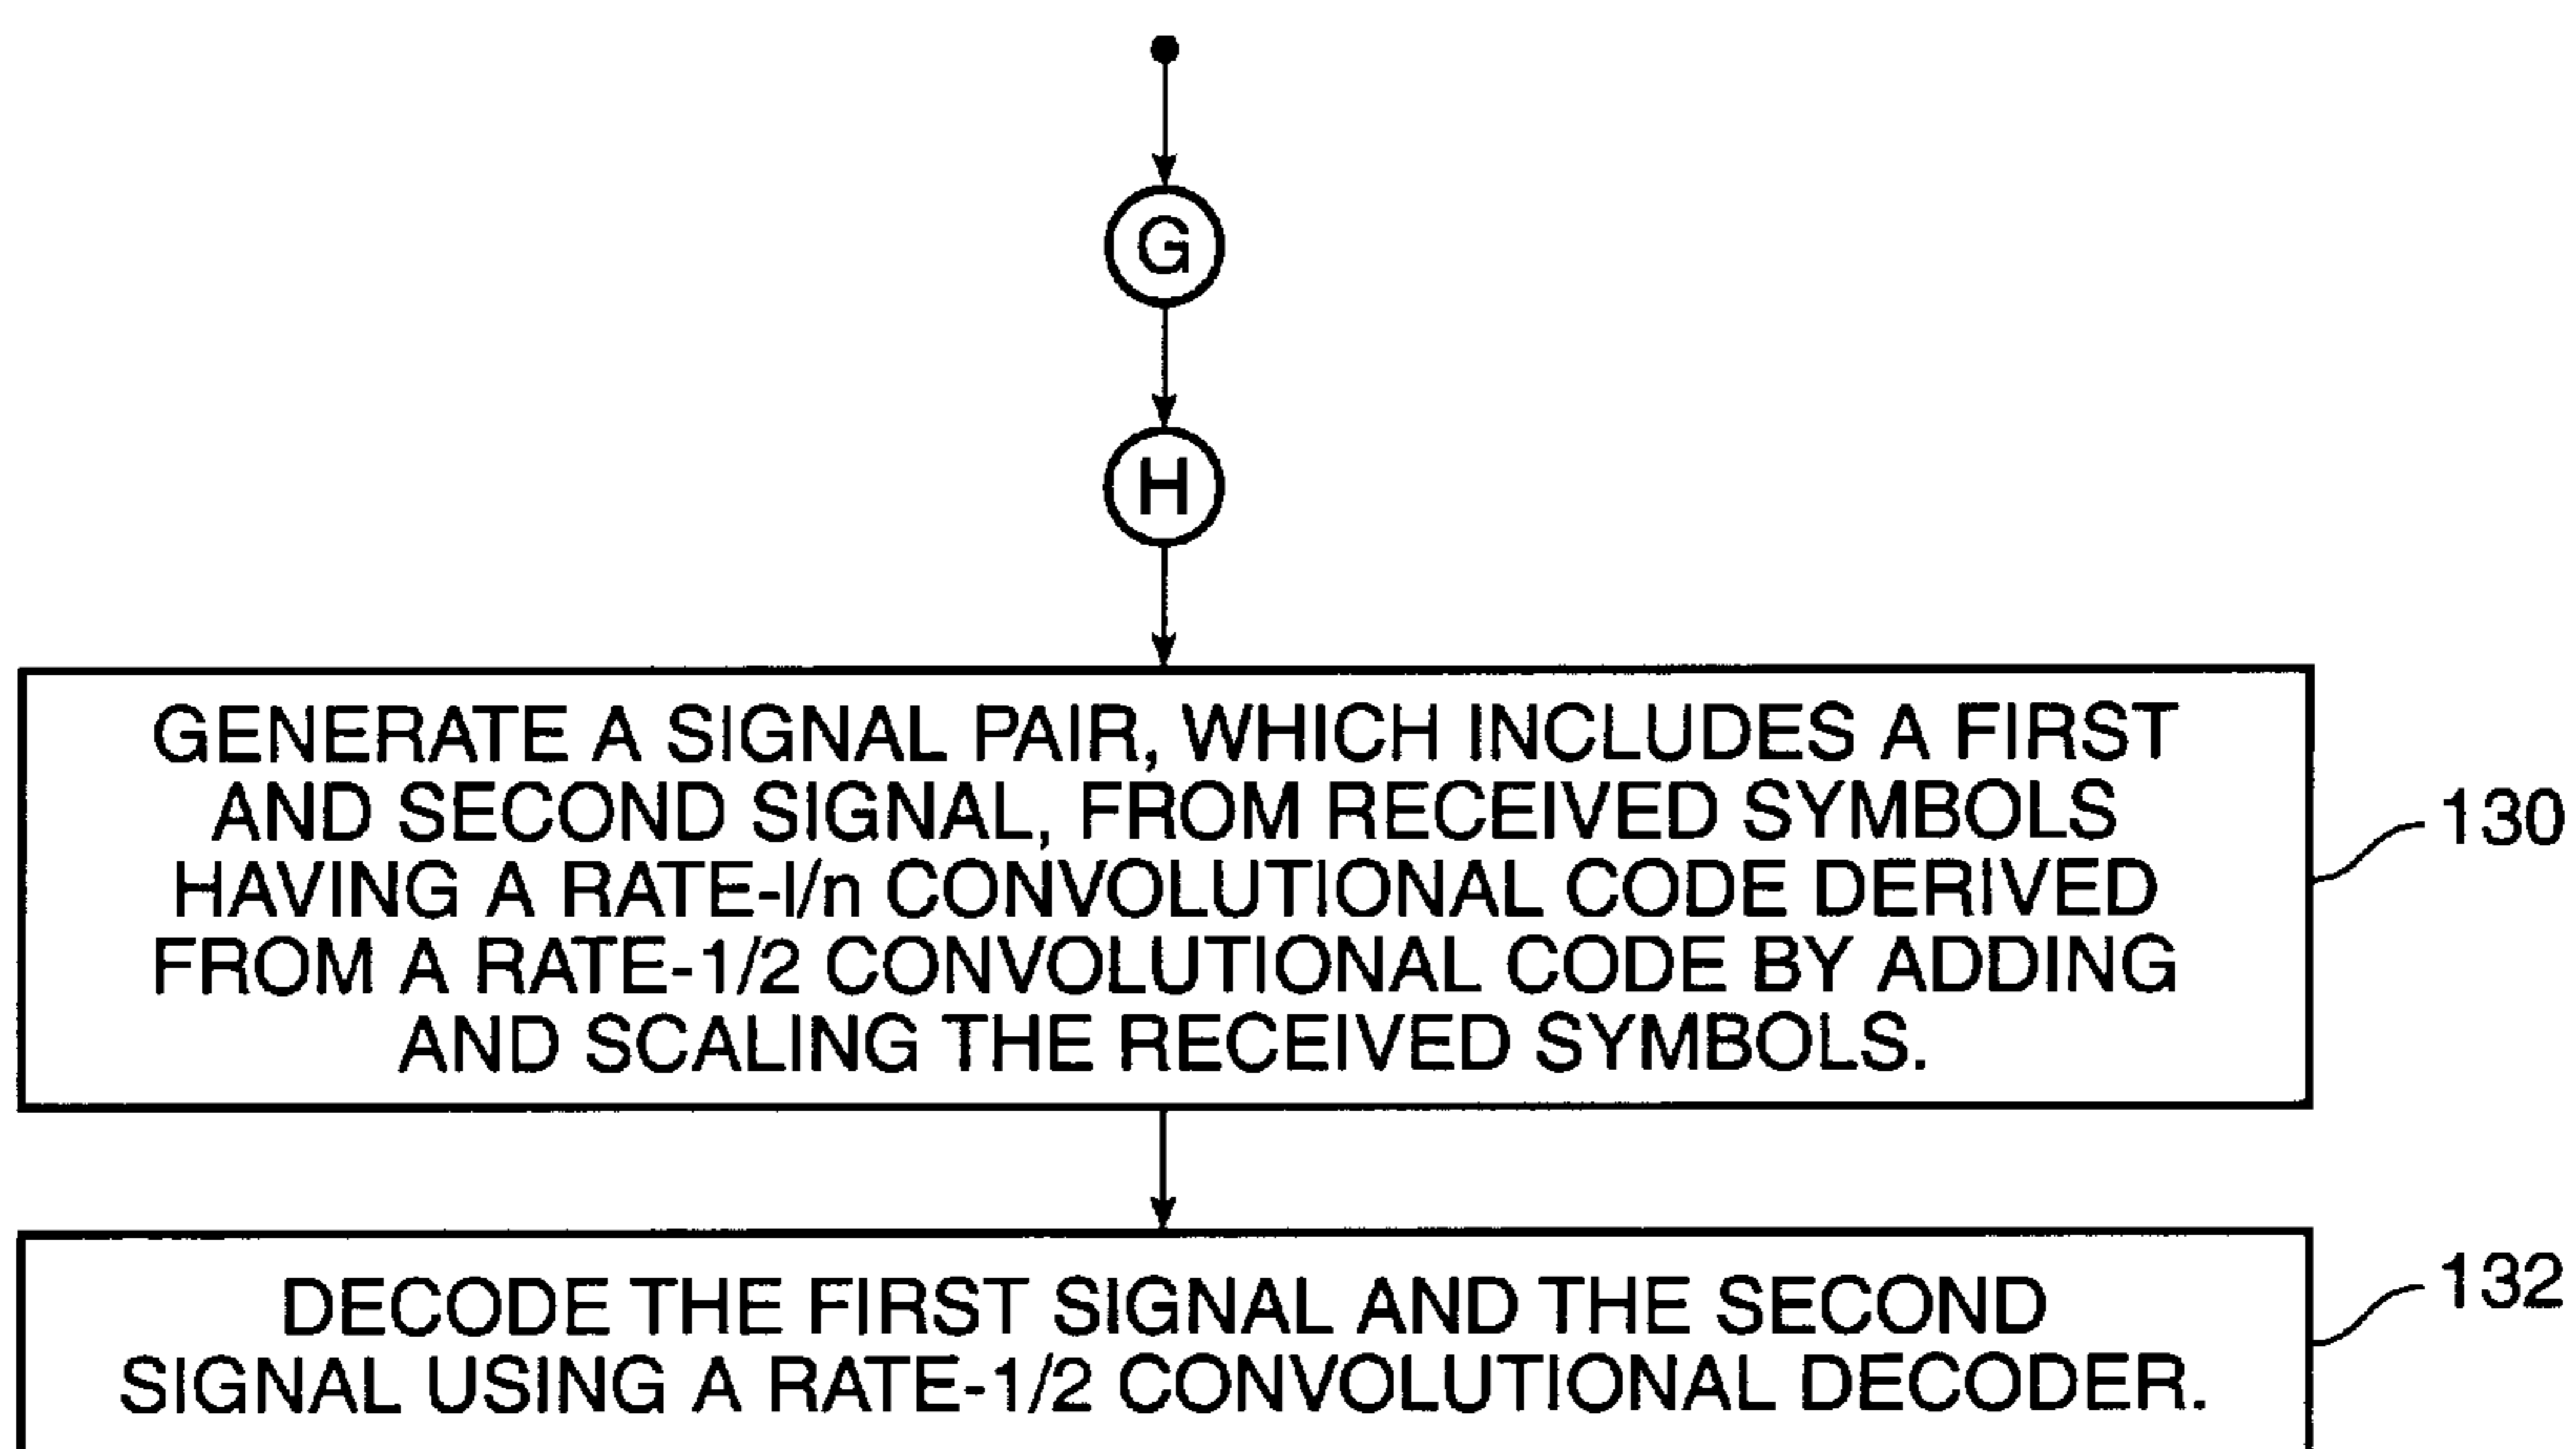 G
H
GENERATE A SIGNAL PAIR, WHICH INCLUDES A FIRST
AND SECOND SIGNAL, FROM RECEIVED SYMBOLS
HAVING A RATE-l/n CONVOLUTIONAL CODE DERIVED
FROM A RATE-1/2 CONVOLUTIONAL CODE BY ADDING
AND SCALING THE RECEIVED SYMBOLS.
130
DECODE THE FIRST SIGNAL AND THE SECOND
SIGNAL USING A RATE-1/2 CONVOLUTIONAL DECODER.
132